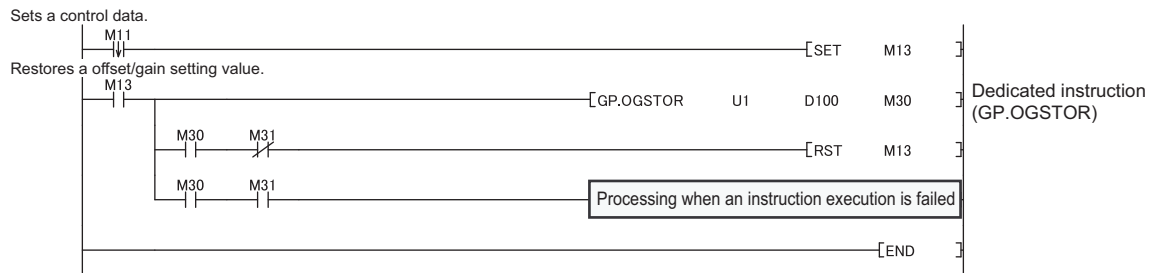 Sets a control data.
M11
SET M13
Restores a offset/gain setting value.
M13
GP.OGSTOR U1 D100 M30
Dedicated instruction
(GP.OGSTOR)
M30 M31
RST M13
M30 M31
Processing when an instruction execution is failed
END